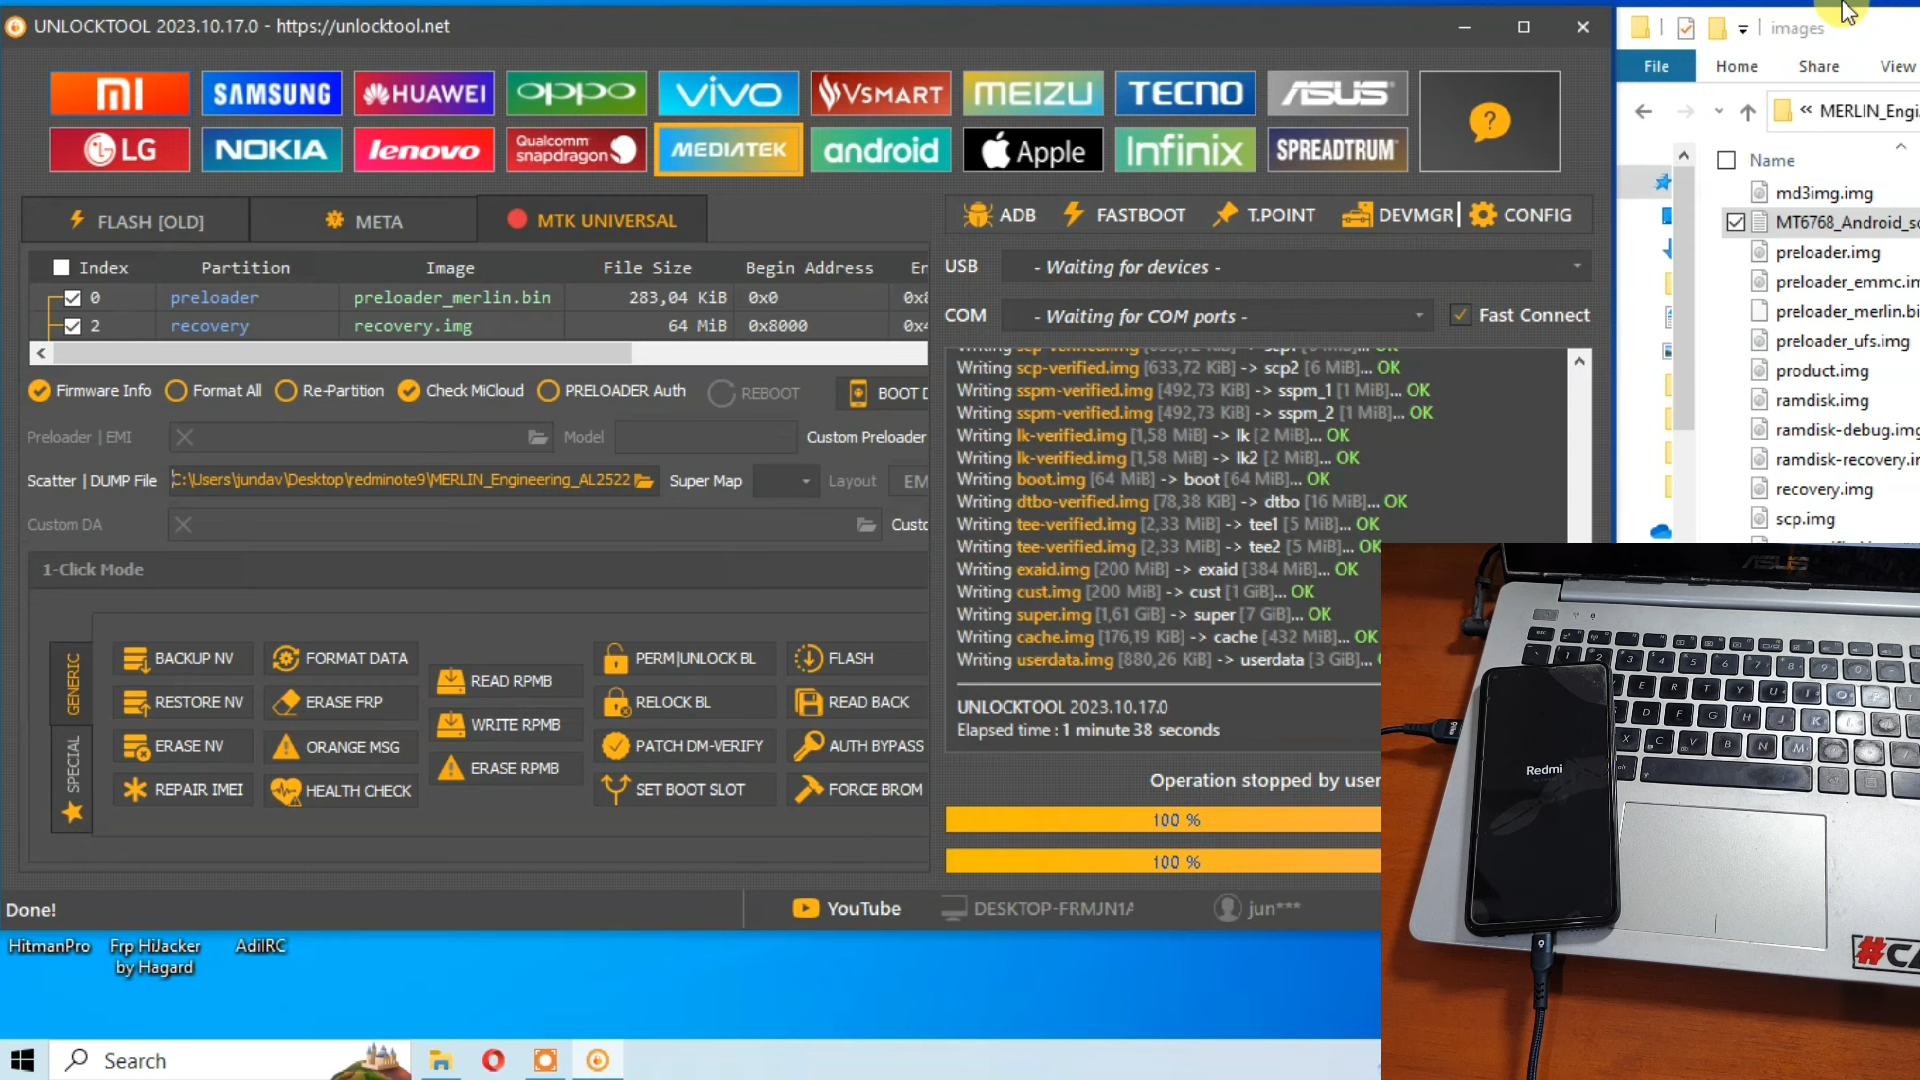 UNLOCKTOOL 2023.10.17.0 - https://unlocktool.net
MI SAMSUNG HUAWEI oppo vivo VSMART MEIZU TECNO ASUS ?
LG NOKIA lenovo Qualcomm snapdragon MEDIATEK android Apple Infinix SPREADTRUM
FLASH [OLD] META MTK UNIVERSAL
ADB FASTBOOT T.POINT DEVMGR CONFIG
Index Partition Image File Size Begin Address
0 preloader preloader_merlin.bin 283,04 KiB 0x0
2 recovery recovery.img 64 MiB 0x8000
Firmware Info Format All Re-Partition Check MiCloud PRELOADER Auth REBOOT BOOT
Preloader | EMI Model Custom Preloader
Scatter | DUMP File C:\Users\jundav\Desktop\redminote9\MERLIN_Engineering_AL2522 Super Map Layout EM
Custom DA
1-Click Mode
GENERIC
SPECIAL
BACKUP NV
RESTORE NV
ERASE NV
REPAIR IMEI
FORMAT DATA
ERASE FRP
ORANGE MSG
HEALTH CHECK
READ RPMB
WRITE RPMB
ERASE RPMB
PERM|UNLOCK BL
RELOCK BL
PATCH DM-VERIFY
SET BOOT SLOT
FLASH
READ BACK
AUTH BYPASS
FORCE BROM
USB - Waiting for devices -
COM - Waiting for COM ports - Fast Connect
Writing scp-verified.img [633,72 KiB] -> scp1
Writing scp-verified.img [633,72 KiB] -> scp2 [6 MiB]... OK
Writing sspm-verified.img [492,73 KiB] -> sspm_1 [1 MiB]... OK
Writing sspm-verified.img [492,73 KiB] -> sspm_2 [1 MiB]... OK
Writing lk-verified.img [1,58 MiB] -> lk [2 MiB]... OK
Writing lk-verified.img [1,58 MiB] -> lk2 [2 MiB]... OK
Writing boot.img [64 MiB] -> boot [64 MiB]... OK
Writing dtbo-verified.img [78,38 KiB] -> dtbo [16 MiB]... OK
Writing tee-verified.img [2,33 MiB] -> tee1 [5 MiB]... OK
Writing tee-verified.img [2,33 MiB] -> tee2 [5 MiB]... OK
Writing exaid.img [200 MiB] -> exaid [384 MiB]... OK
Writing cust.img [200 MiB] -> cust [1 GiB]... OK
Writing super.img [1,61 GiB] -> super [7 GiB]... OK
Writing cache.img [176,19 KiB] -> cache [432 MiB]... OK
Writing userdata.img [880,26 KiB] -> userdata [3 GiB]...
UNLOCKTOOL 2023.10.17.0
Elapsed time : 1 minute 38 seconds
Operation stopped by user
100 %
100 %
Done! YouTube DESKTOP-FRMJN1A jun***
HitmanPro Frp HiJacker AdiIRC
by Hagard
Search
images
File Home Share View
« MERLIN_Engi
Name
md3img.img
MT6768_Android_sc
preloader.img
preloader_emmc.im
preloader_merlin.bi
preloader_ufs.img
product.img
ramdisk.img
ramdisk-debug.img
ramdisk-recovery.i
recovery.img
scp.img
ASUS
Redmi
#CA